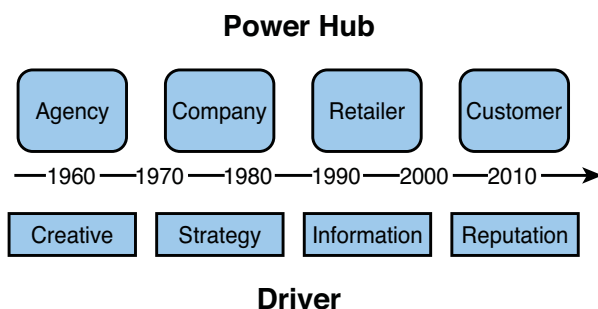 Power Hub
Agency Company Retailer Customer
1960 1970 1980 1990 2000 2010
Creative Strategy Information Reputation
Driver